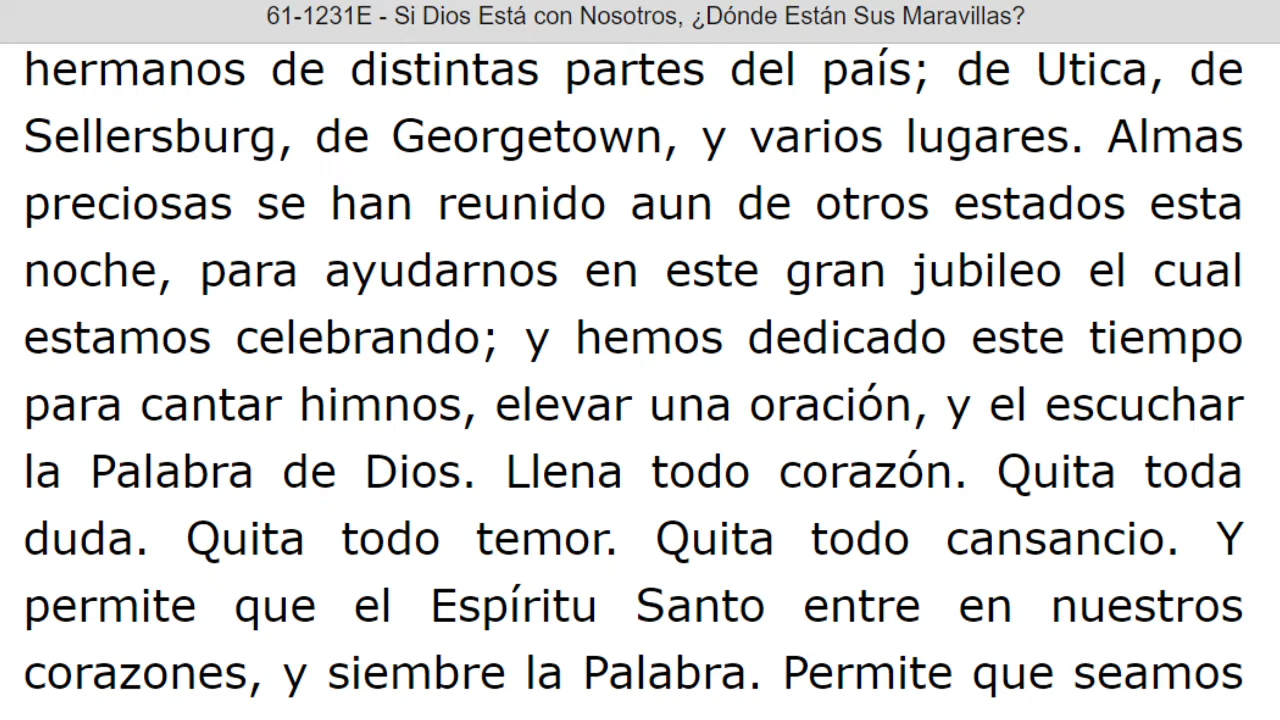 61-1231E - Si Dios Está con Nosotros, ¿Dónde Están Sus Maravillas?
hermanos de distintas partes del país; de Utica, de
Sellersburg, de Georgetown, y varios lugares. Almas
preciosas se han reunido aun de otros estados esta
noche, para ayudarnos en este gran jubileo el cual
estamos celebrando; y hemos dedicado este tiempo
para cantar himnos, elevar una oración, y el escuchar
la Palabra de Dios. Llena todo corazón. Quita toda
duda. Quita todo temor. Quita todo cansancio. Y
permite que el Espíritu Santo entre en nuestros
corazones, y siembre la Palabra. Permite que seamos